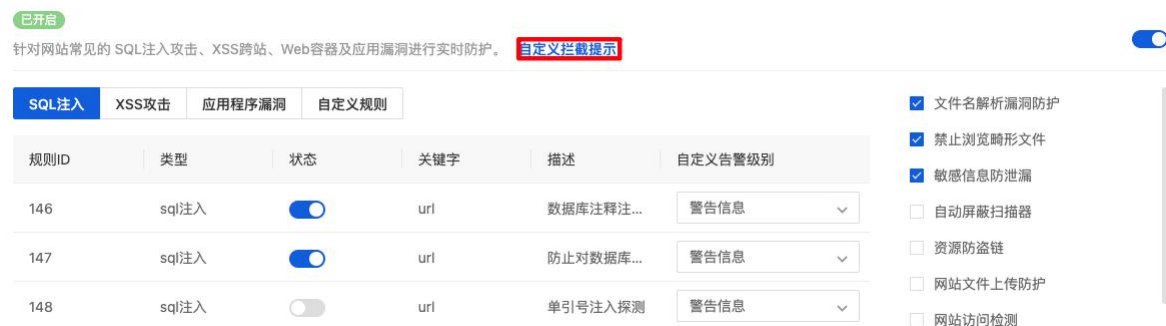 已开启
针对网站常见的 SQL注入攻击、XSS跨站、Web容器及应用漏洞进行实时防护。 自定义拦截提示
SQL注入 XSS攻击 应用程序漏洞 自定义规则
规则ID 类型 状态 关键字 描述 自定义告警级别
146 sql注入 url 数据库注释注... 警告信息
147 sql注入 url 防止对数据库... 警告信息
148 sql注入 url 单引号注入探测 警告信息
文件名解析漏洞防护
禁止浏览畸形文件
敏感信息防泄漏
自动屏蔽扫描器
资源防盗链
网站文件上传防护
网站访问检测